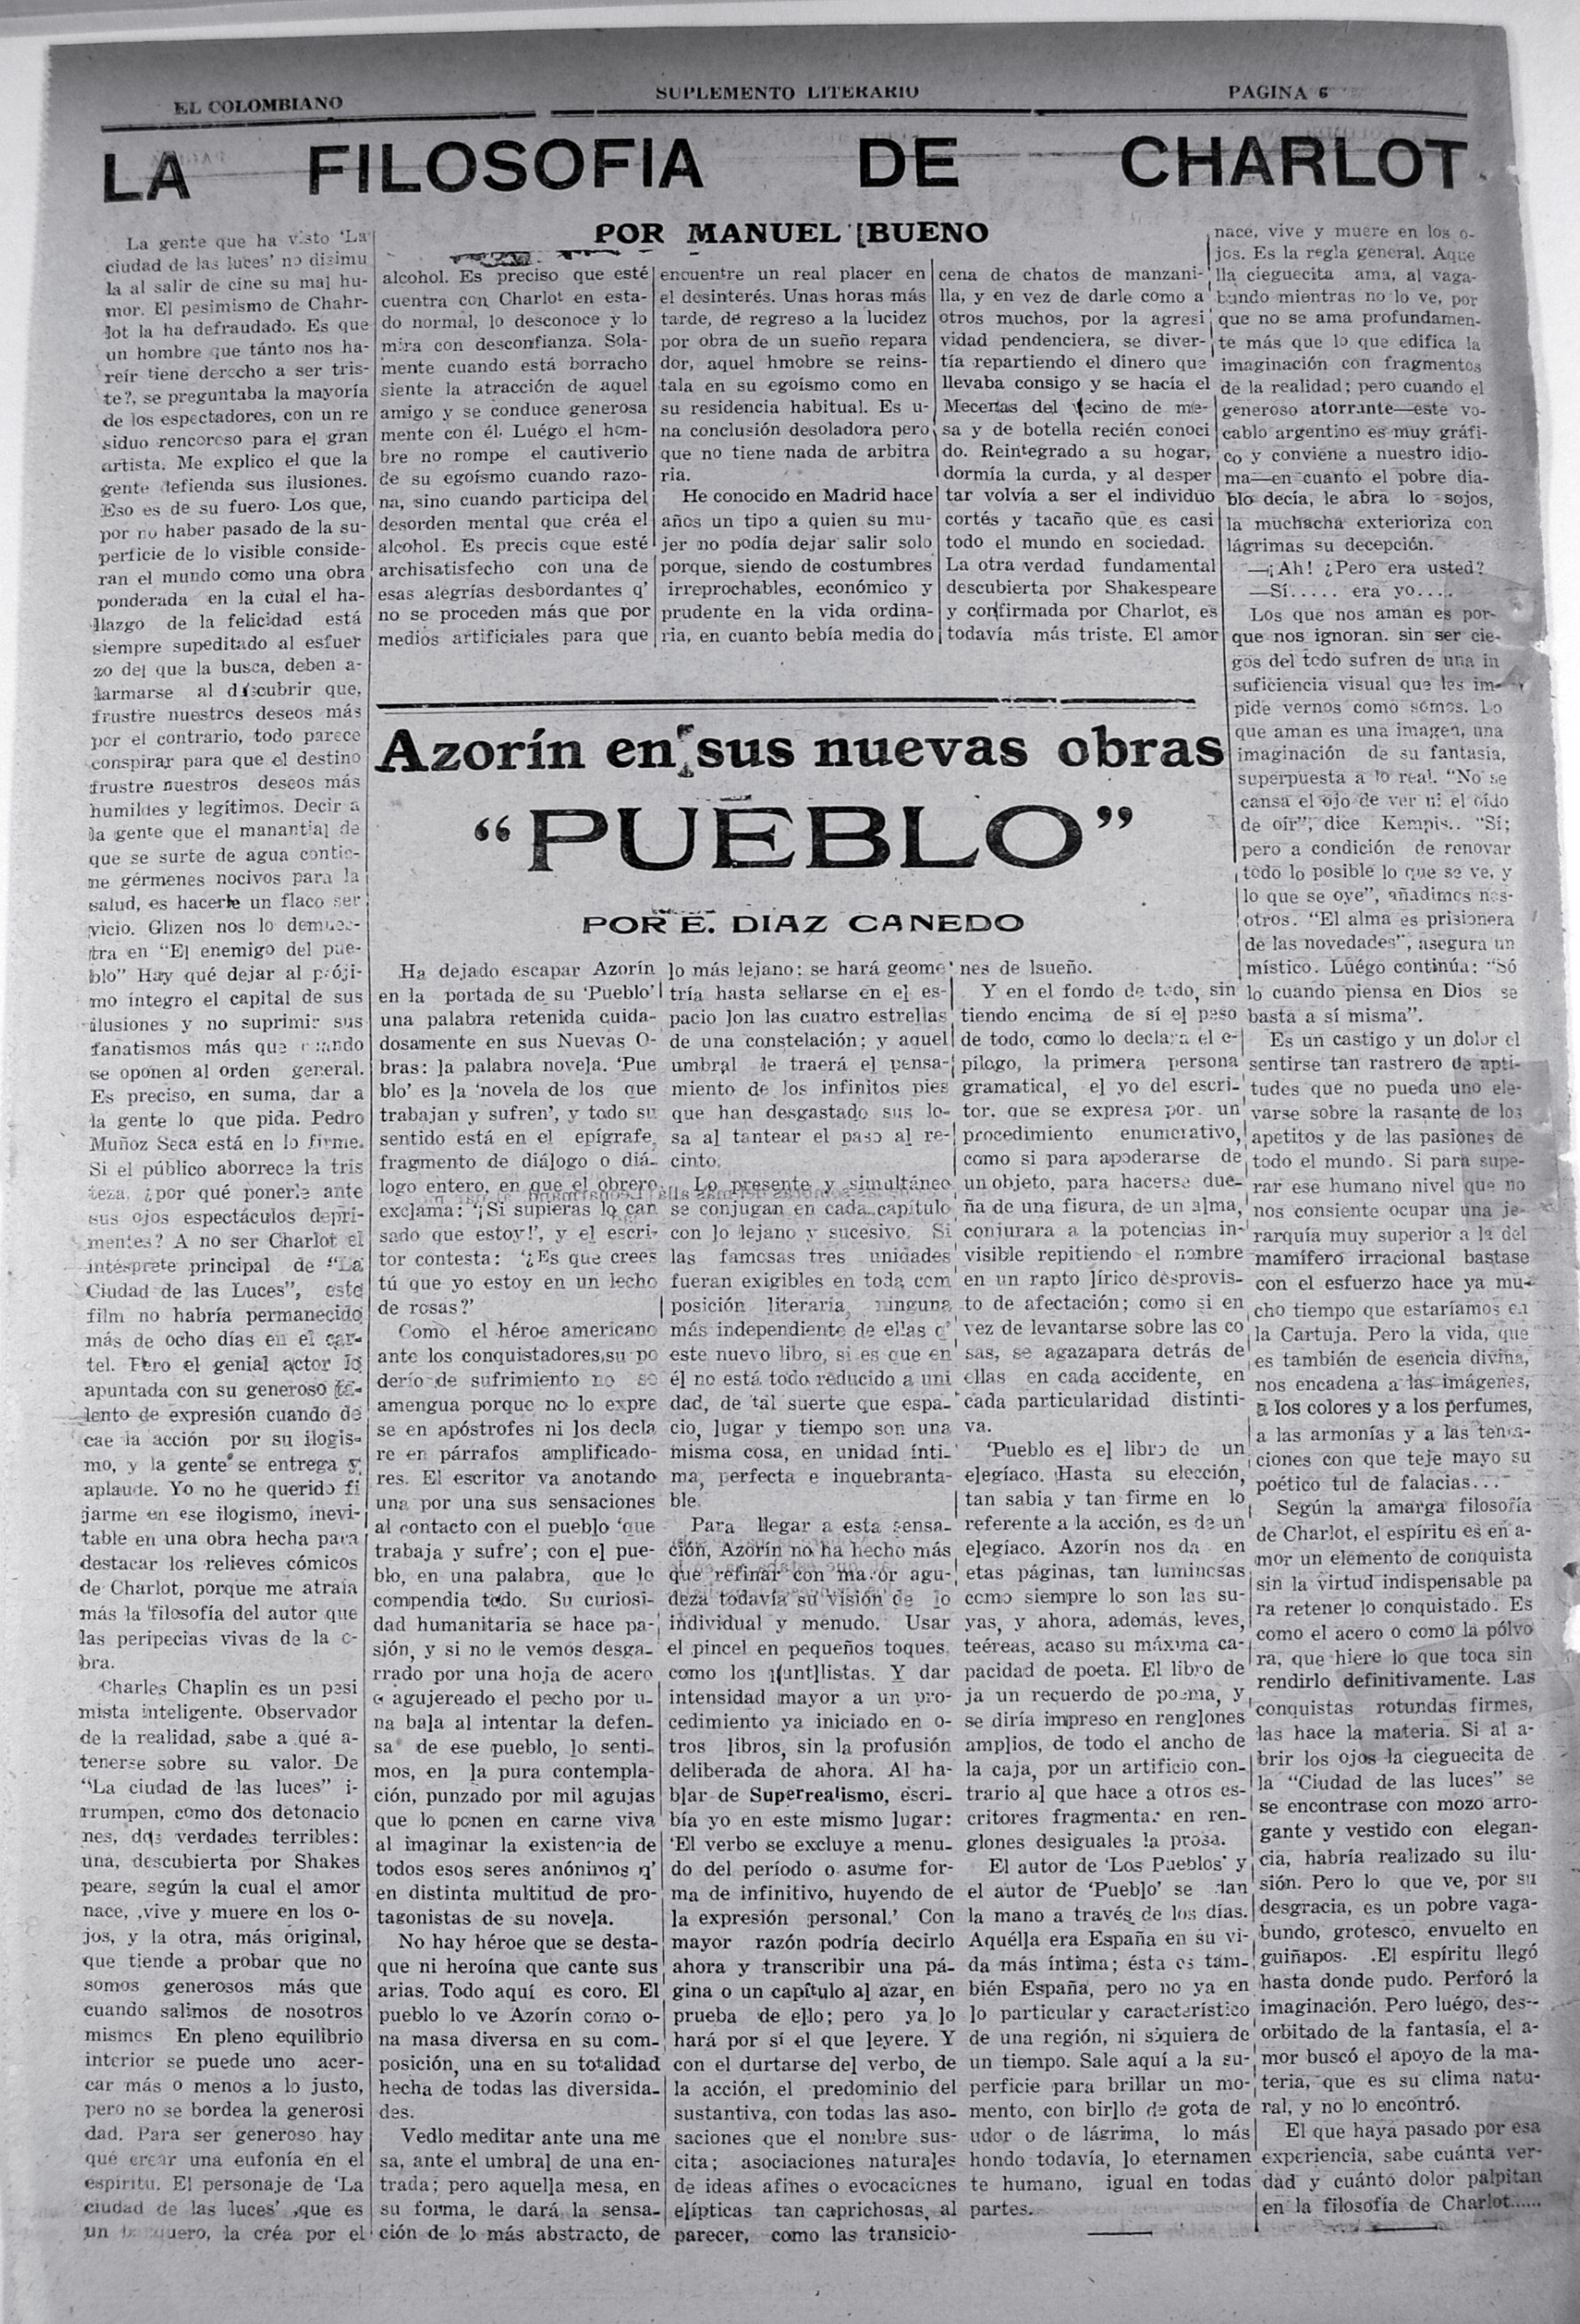 EL COLOMBIANO
SUPLEMENTO LITERARIO
PAGINA 6
LA FILOSOFIA DE CHARLOT
POR MANUEL BUENO
La gente que ha visto ‘La
ciudad de las luces’ no disimu
la al salir de cine su mal hu-
mor. El pesimismo de Chahr-
lot la ha defraudado. Es que
un hombre que tánto nos ha-
reír tiene derecho a ser tris-
te?, se preguntaba la mayoría
de los espectadores, con un re
siduo rencoroso para el gran
artista. Me explico el que la
gente defienda sus ilusiones.
Eso es de su fuero. Los que,
por no haber pasado de la su-
perficie de lo visible conside-
ran el mundo como una obra
ponderada en la cual el ha-
llazgo de la felicidad está
siempre supeditado al esfuer
zo del que la busca, deben a-
larmarse al descubrir que,
frustre nuestros deseos más
por el contrario, todo parece
conspirar para que el destino
frustre nuestros deseos más
humildes y legítimos. Decir a
la gente que el manantial de
que se surte de agua contie-
ne gérmenes nocivos para la
salud, es hacerle un flaco ser
vicio. Glizen nos lo demues-
tra en “El enemigo del pue-
blo” Hay qué dejar al próji-
mo íntegro el capital de sus
ilusiones y no suprimir sus
fanatismos más que cuando
se oponen al orden general.
Es preciso, en suma, dar a
la gente lo que pida. Pedro
Muñoz Seca está en lo firme.
Si el público aborrece la tris
teza, ¿por qué ponerle ante
sus ojos espectáculos depri-
mentes? A no ser Charlot el
intésprete principal de “La
Ciudad de las Luces”, este
film no habría permanecido
más de ocho días en el car-
tel. Pero el genial actor lo
apuntada con su generoso ta-
lento de expresión cuando de
cae la acción por su ilogis-
mo, y la gente se entrega y
aplaude. Yo no he querido fi
jarme en ese ilogismo, inevi-
table en una obra hecha para
destacar los relieves cómicos
de Charlot, porque me atraía
más la filosofía del autor que
las peripecias vivas de la o-
bra.
Charles Chaplin es un pesi
mista inteligente. Observador
de la realidad, sabe a qué a-
tenerse sobre su valor. De
“La ciudad de las luces” i-
rrumpen, como dos detonacio
nes, dos verdades terribles:
una, descubierta por Shakes
peare, según la cual el amor
nace, ,vive y muere en los o-
jos, y la otra, más original,
que tiende a probar que no
somos generosos más que
cuando salimos de nosotros
mismos En pleno equilibrio
interior se puede uno acer-
car más o menos a lo justo,
pero no se bordea la generosi
dad. Para ser generoso hay
qué crear una eufonía en el
espíritu. El personaje de ‘La
ciudad de las luces’ ,que es
un quero, la créa por el
alcohol. Es preciso que esté
cuentra con Charlot en esta-
do normal, lo desconoce y lo
mira con desconfianza. Sola-
mente cuando está borracho
siente la atracción de aquel
amigo y se conduce generosa
mente con él. Luégo el hom-
bre no rompe el cautiverio
de su egoísmo cuando razo-
na, sino cuando participa del
desorden mental que créa el
alcohol. Es precis cque esté
archisatisfecho con una de
esas alegrías desbordantes q’
no se proceden más que por
medios artificiales para que
encuentre un real placer en
el desinterés. Unas horas más
tarde, de regreso a la lucidez
por obra de un sueño repara
dor, aquel hmobre se reins-
tala en su egoísmo como en
su residencia habitual. Es u-
na conclusión desoladora pero
que no tiene nada de arbitra
ria.
He conocido en Madrid hace
años un tipo a quien su mu-
jer no podía dejar salir solo
porque, siendo de costumbres
irreprochables, económico y
prudente en la vida ordina-
ria, en cuanto bebía media do
cena de chatos de manzani-
lla, y en vez de darle como a
otros muchos, por la agresi
vidad pendenciera, se diver-
tía repartiendo el dinero que
llevaba consigo y se hacía el
Mecenas del vecino de me-
sa y de botella recién conoci
do. Reintegrado a su hogar,
dormía la curda, y al desper
tar volvía a ser el individuo
cortés y tacaño que es casi
todo el mundo en sociedad.
La otra verdad fundamental
descubierta por Shakespeare
y confirmada por Charlot, es
todavía más triste. El amor
nace, vive y muere en los o-
jos. Es la regla general. Aque
lla cieguecita ama, al vaga-
bundo mientras no lo ve, por
que no se ama profundamen-
te más que lo que edifica la
imaginación con fragmentos
de la realidad; pero cuando el
generoso atorrante—este vo-
cablo argentino es muy gráfi-
co y conviene a nuestro idio-
ma—en cuanto el pobre dia-
blo decía, le abra lo sojos,
la muchacha exterioriza con
lágrimas su decepción.
—¡Ah! ¿Pero era usted?
—Sí..... era yo....
Los que nos aman es por-
que nos ignoran. sin ser cie-
gos del todo sufren de una in
suficiencia visual que les im-
pide vernos como somos. Lo
que aman es una imagen, una
imaginación de su fantasía,
superpuesta a lo real. “No se
cansa el ojo de ver ni el oído
de oír”, dice Kempis.. “Sí;
pero a condición de renovar
todo lo posible lo que se ve, y
lo que se oye”, añadimos nos-
otros. “El alma es prisionera
de las novedades”, asegura un
místico. Luégo continúa: “Só
lo cuando piensa en Dios se
basta a sí misma”.
Es un castigo y un dolor el
sentirse tan rastrero de apti-
tudes que no pueda uno ele-
varse sobre la rasante de los
apetitos y de las pasiones de
todo el mundo. Si para supe-
rar ese humano nivel que no
nos consiente ocupar una je-
rarquía muy superior a la del
mamífero irracional bastase
con el esfuerzo hace ya mu-
cho tiempo que estaríamos en
la Cartuja. Pero la vida, que
es también de esencia divina,
nos encadena a las imágenes,
a los colores y a los perfumes,
a las armonías y a las tenta-
ciones con que teje mayo su
poético tul de falacias...
Según la amarga filosofía
de Charlot, el espíritu es en a-
mor un elemento de conquista
sin la virtud indispensable pa
ra retener lo conquistado. Es
como el acero o como la pólvo
ra, que hiere lo que toca sin
rendirlo definitivamente. Las
conquistas rotundas firmes,
las hace la materia. Si al a-
brir los ojos la cieguecita de
la “Ciudad de las luces” se
se encontrase con mozo arro-
gante y vestido con elegan-
cia, habría realizado su ilu-
sión. Pero lo que ve, por su
desgracia, es un pobre vaga-
bundo, grotesco, envuelto en
guiñapos. .El espíritu llegó
hasta donde pudo. Perforó la
imaginación. Pero luégo, des-
orbitado de la fantasía, el a-
mor buscó el apoyo de la ma-
teria, que es su clima natu-
ral, y no lo encontró.
El que haya pasado por esa
experiencia, sabe cuánta ver-
dad y cuánto dolor palpitan
en la filosofía de Charlot......
Azorín en sus nuevas obras
“PUEBLO”
POR E. DIAZ CANEDO
Ha dejado escapar Azorín
en la portada de su ‘Pueblo’
una palabra retenida cuida-
dosamente en sus Nuevas O-
bras: la palabra novela. ‘Pue
blo’ es la ‘novela de los que
trabajan y sufren’, y todo su
sentido está en el epígrafe,
fragmento de diálogo o diá-
logo entero, en que el obrero
exclama: ‘¡Si supieras lo can
sado que estoy!’, y el escri-
tor contesta: ‘¿Es que crees
tú que yo estoy en un lecho
de rosas?’
Como el héroe americano
ante los conquistadores,su po
derío de sufrimiento no se
amengua porque no lo expre
se en apóstrofes ni los decla
re en párrafos amplificado-
res. El escritor va anotando
una por una sus sensaciones
al contacto con el pueblo ‘que
trabaja y sufre’; con el pue-
blo, en una palabra, que lo
compendia todo. Su curiosi-
dad humanitaria se hace pa-
sión, y si no le vemos desga-
rrado por una hoja de acero
o agujereado el pecho por u-
na bala al intentar la defen-
sa de ese pueblo, lo senti-
mos, en la pura contempla-
ción, punzado por mil agujas
que lo ponen en carne viva
al imaginar la existencia de
todos esos seres anónimos q’
en distinta multitud de pro-
tagonistas de su novela.
No hay héroe que se desta-
que ni heroína que cante sus
arias. Todo aquí es coro. El
pueblo lo ve Azorín como o-
na masa diversa en su com-
posición, una en su totalidad
hecha de todas las diversida-
des.
Vedlo meditar ante una me
sa, ante el umbral de una en-
trada; pero aquella mesa, en
su forma, le dará la sensa-
ción de lo más abstracto, de
lo más lejano; se hará geome
tría hasta sellarse en el es-
pacio jon las cuatro estrellas
de una constelación; y aquel
umbral le traerá el pensa-
miento de los infinitos pies
que han desgastado sus lo-
sa al tantear el paso al re-
cinto.
Lo presente y simultáneo
se conjugan en cada capítulo
con lo lejano y sucesivo. Si
las famosas tres unidades
fueran exigibles en toda com
posición literaria, ninguna
más independiente de ellas q’
este nuevo libro, si es que en
él no está todo reducido a uni
dad, de tal suerte que espa-
cio, lugar y tiempo son una
misma cosa, en unidad ínti-
ma, perfecta e inquebranta-
ble.
Para llegar a esta sensa-
ción, Azorín no ha hecho más
que refinar con mayor agu-
deza todavía su visión de lo
individual y menudo. Usar
el pincel en pequeños toques.
como los Y dar
intensidad mayor a un pro-
cedimiento ya iniciado en o-
tros libros, sin la profusión
deliberada de ahora. Al ha-
blar de Superrealismo, escri-
bía yo en este mismo lugar:
‘El verbo se excluye a menu-
do del período o asume for-
ma de infinitivo, huyendo de
la expresión personal.’ Con
mayor razón podría decirlo
ahora y transcribir una pá-
gina o un capítulo al azar, en
prueba de ello; pero ya lo
hará por sí el que leyere. Y
con el durtarse del verbo, de
la acción, el predominio del
sustantiva, con todas las aso-
saciones que el nombre sus-
cita; asociaciones naturales
de ideas afines o evocaciones
elípticas tan caprichosas, al
parecer, como las transicio-
nes de lsueño.
Y en el fondo de todo, sin
tiendo encima de sí el peso
de todo, como lo declara el e-
pílogo, la primera persona
gramatical, el yo del escri-
tor, que se expresa por un
procedimiento enumerativo,
como si para apoderarse de
un objeto, para hacerse due-
ña de una figura, de un alma,
conjurara a la potencias in-
visible repitiendo el nombre
en un rapto lírico desprovis-
to de afectación; como si en
vez de levantarse sobre las co
sas, se agazapara detrás de
ellas en cada accidente, en
cada particularidad distinti-
va.
‘Pueblo es el libro de un
elegíaco. Hasta su elección,
tan sabia y tan firme en lo
referente a la acción, es de un
elegíaco. Azorín nos da en
etas páginas, tan luminosas
como siempre lo son las su-
yas, y ahora, además, leves,
teéreas, acaso su máxima ca-
pacidad de poeta. El libro de
ja un recuerdo de poema, y
se diría impreso en renglones
amplios, de todo el ancho de
la caja, por un artificio con-
trario al que hace a otros es-
critores fragmentar en ren-
glones desiguales la prosa.
El autor de ‘Los Pueblos’ y
el autor de ‘Pueblo’ se dan
la mano a través de los días.
Aquélla era España en su vi-
da más íntima; ésta es tam-
bién España, pero no ya en
lo particular y característico
de una región, ni siquiera de
un tiempo. Sale aquí a la su-
perficie para brillar un mo-
mento, con birllo de gota de
udor o de lágrima, lo más
hondo todavía, lo eternamen
te humano, igual en todas
partes.